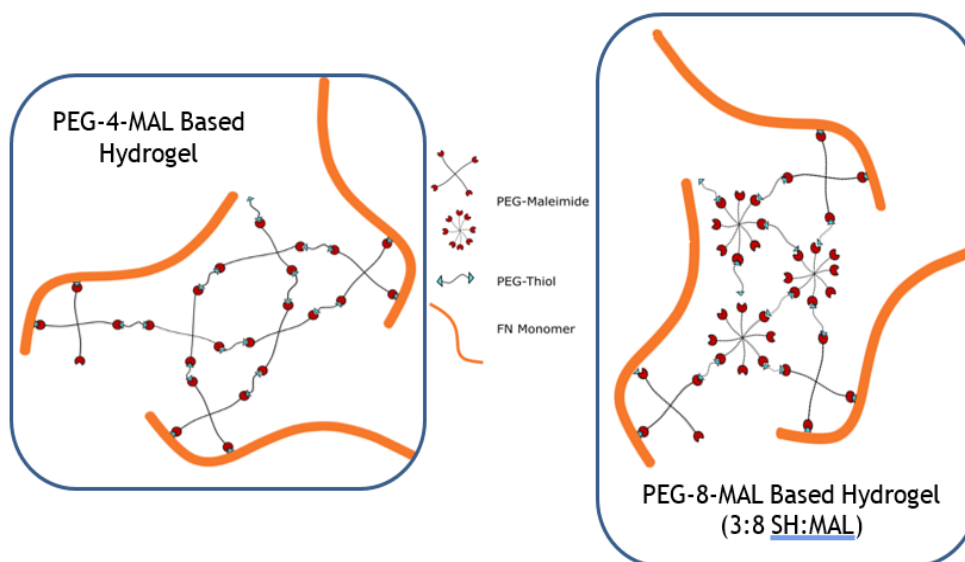 PEG-4-MAL Based
Hydrogel
PEG-Maleimide
PEG-Thiol
FN Monomer
PEG-8-MAL Based Hydrogel
(3:8 SH:MAL)